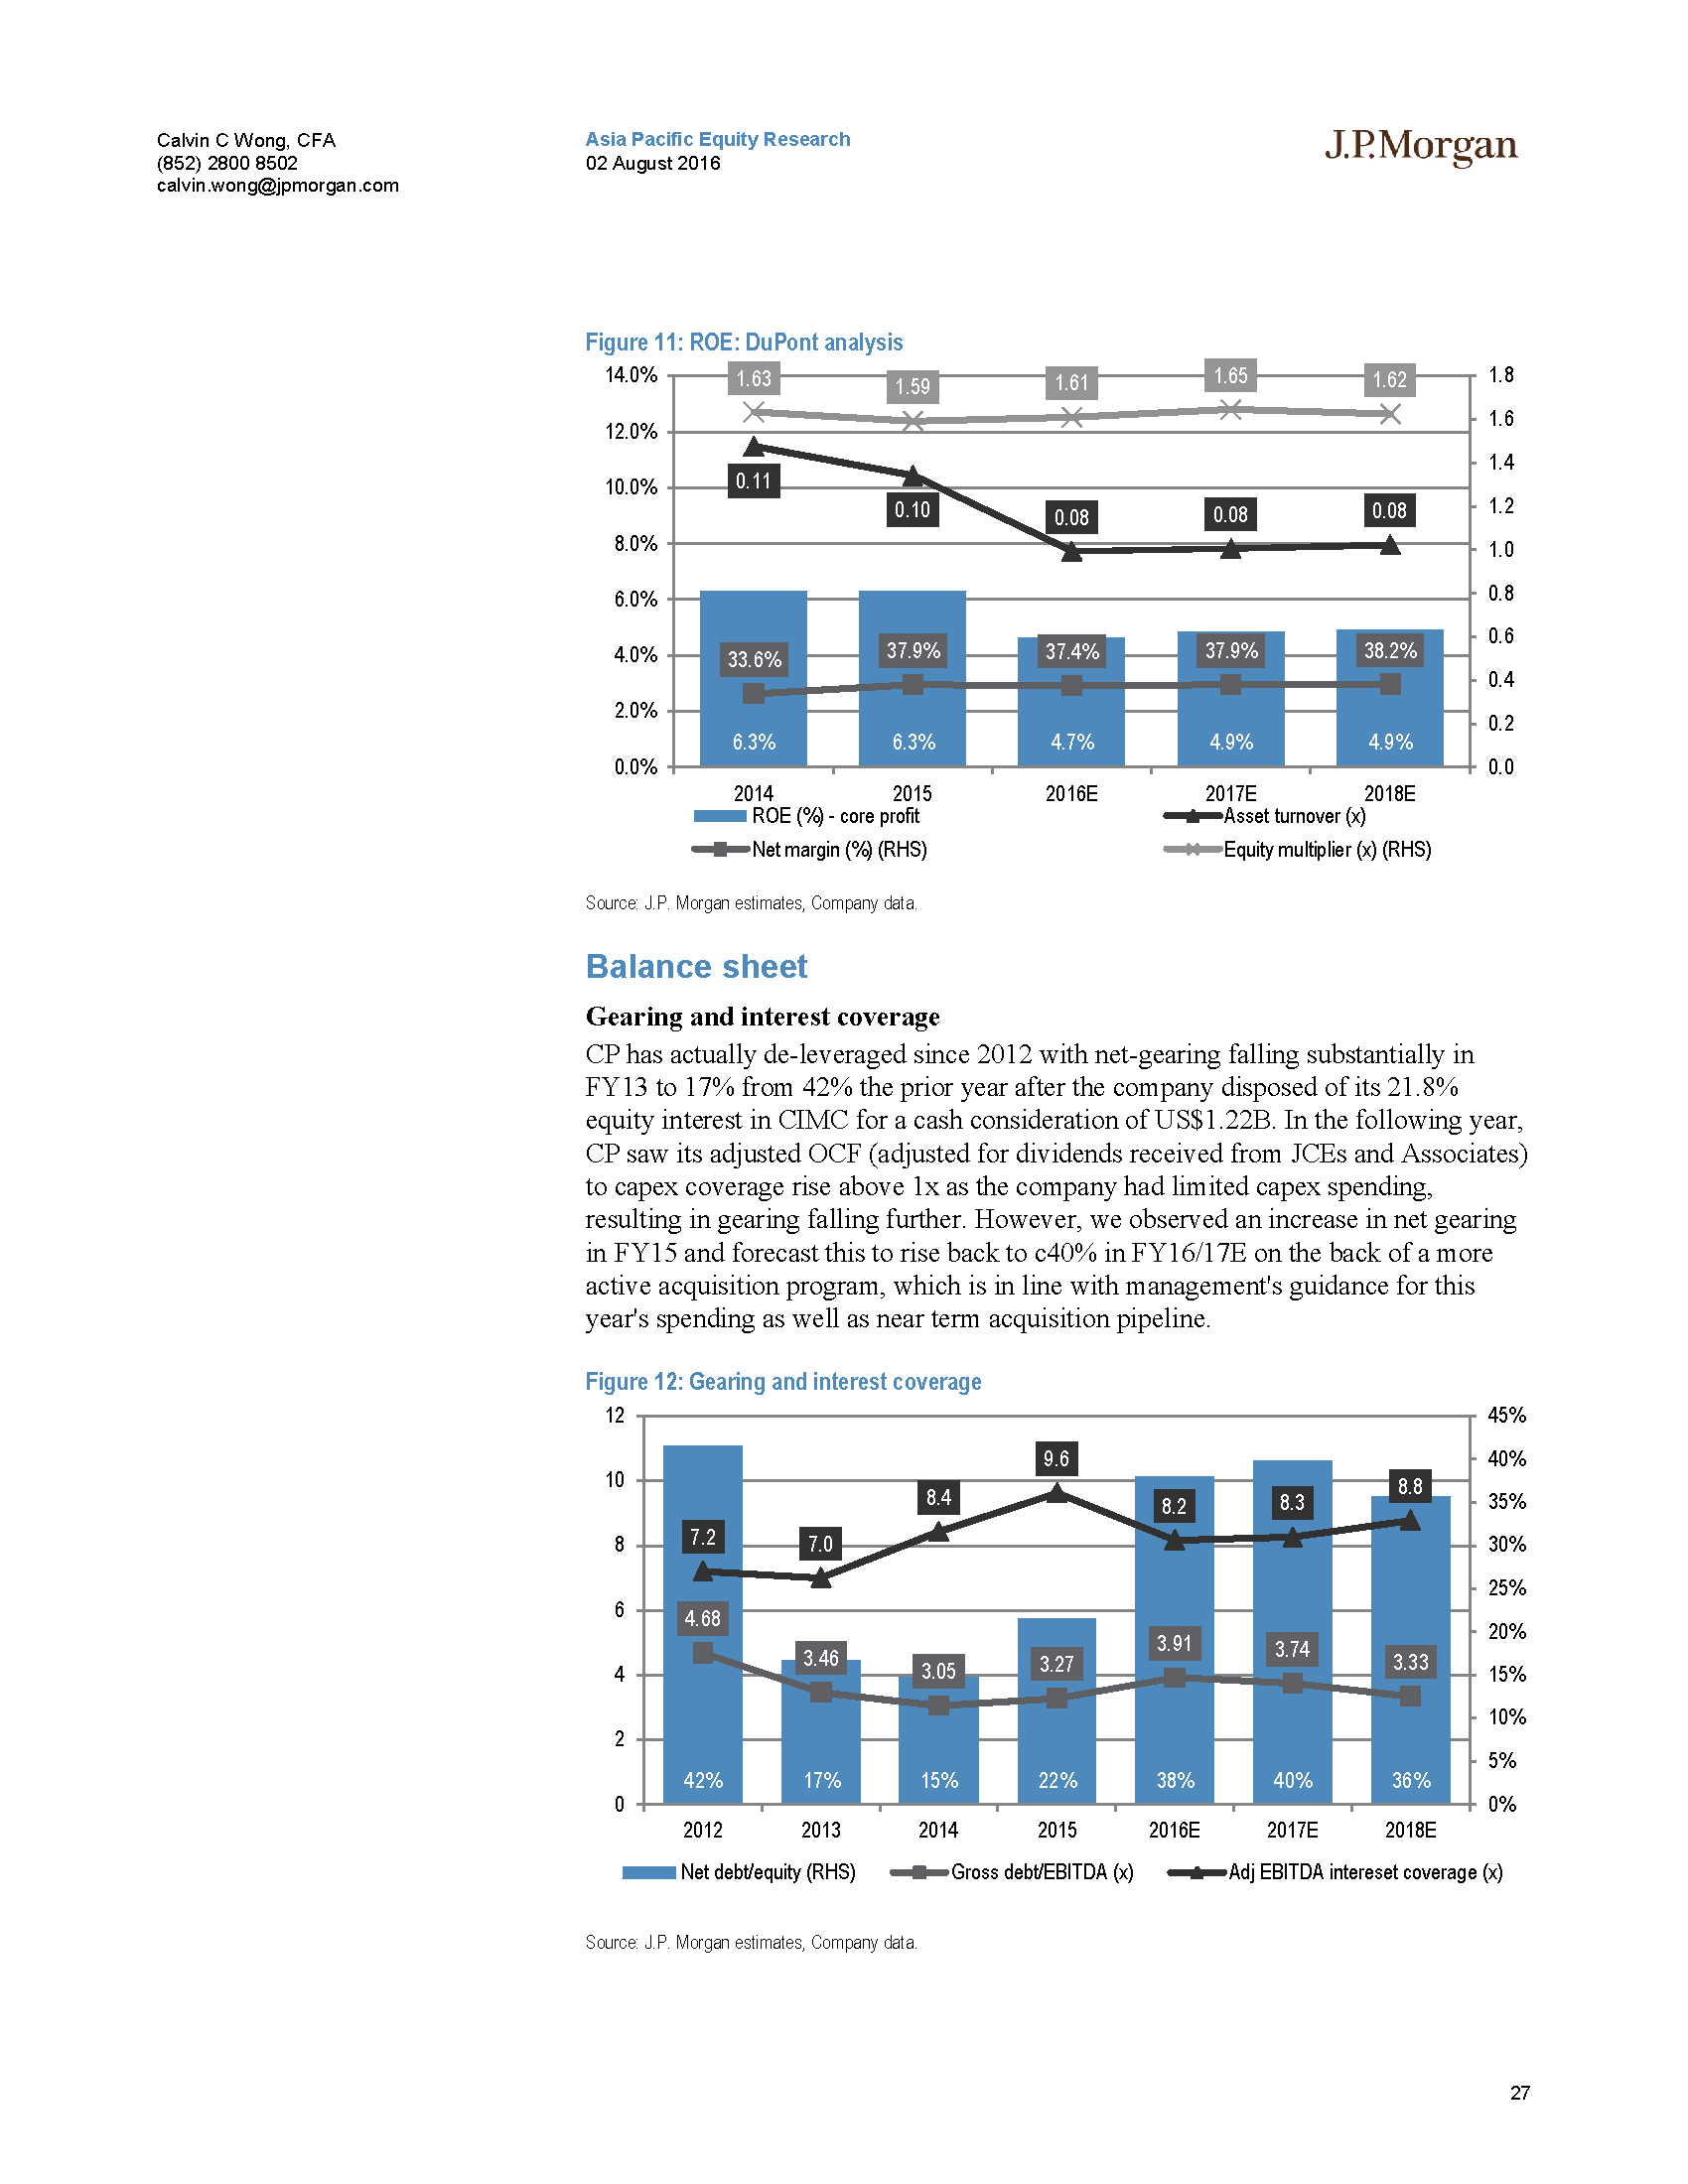 Calvin C Wong, CFA
(852) 2800 8502
calvin.wong@jpmorgan.com
Asia Pacific Equity Research
02 August 2016
J.P.Morgan
Figure 11: ROE: DuPont analysis
14.0%
12.0%
10.0%
8.0%
6.0%
4.0%
2.0%
0.0%
1.63
1.59
1.61
1.65
1.62
0.11
0.10
0.08
0.08
0.08
33.6%
37.9%
37.4%
37.9%
38.2%
6.3%
6.3%
4.7%
4.9%
4.9%
1.8
1.6
1.4
1.2
1.0
0.8
0.6
0.4
0.2
0.0
2014 2015 2016E 2017E 2018E
ROE (%) - core profit
Asset turnover (x)
Net margin (%) (RHS)
Equity multiplier (x) (RHS)
Source: J.P. Morgan estimates, Company data.
Balance sheet
Gearing and interest coverage
CP has actually de-leveraged since 2012 with net-gearing falling substantially in
FY13 to 17% from 42% the prior year after the company disposed of its 21.8%
equity interest in CIMC for a cash consideration of US$1.22B. In the following year,
CP saw its adjusted OCF (adjusted for dividends received from JCEs and Associates)
to capex coverage rise above 1x as the company had limited capex spending,
resulting in gearing falling further. However, we observed an increase in net gearing
in FY15 and forecast this to rise back to c40% in FY16/17E on the back of a more
active acquisition program, which is in line with management's guidance for this
year's spending as well as near term acquisition pipeline.
Figure 12: Gearing and interest coverage
12
10
8
6
4
2
0
7.2
7.0
8.4
9.6
8.2
8.3
8.8
4.68
3.46
3.05
3.27
3.91
3.74
3.33
42%
17%
15%
22%
38%
40%
36%
45%
40%
35%
30%
25%
20%
15%
10%
5%
0%
2012 2013 2014 2015 2016E 2017E 2018E
Net debt/equity (RHS)
Gross debt/EBITDA (x)
Adj EBITDA intereset coverage (x)
Source: J.P. Morgan estimates, Company data.
27